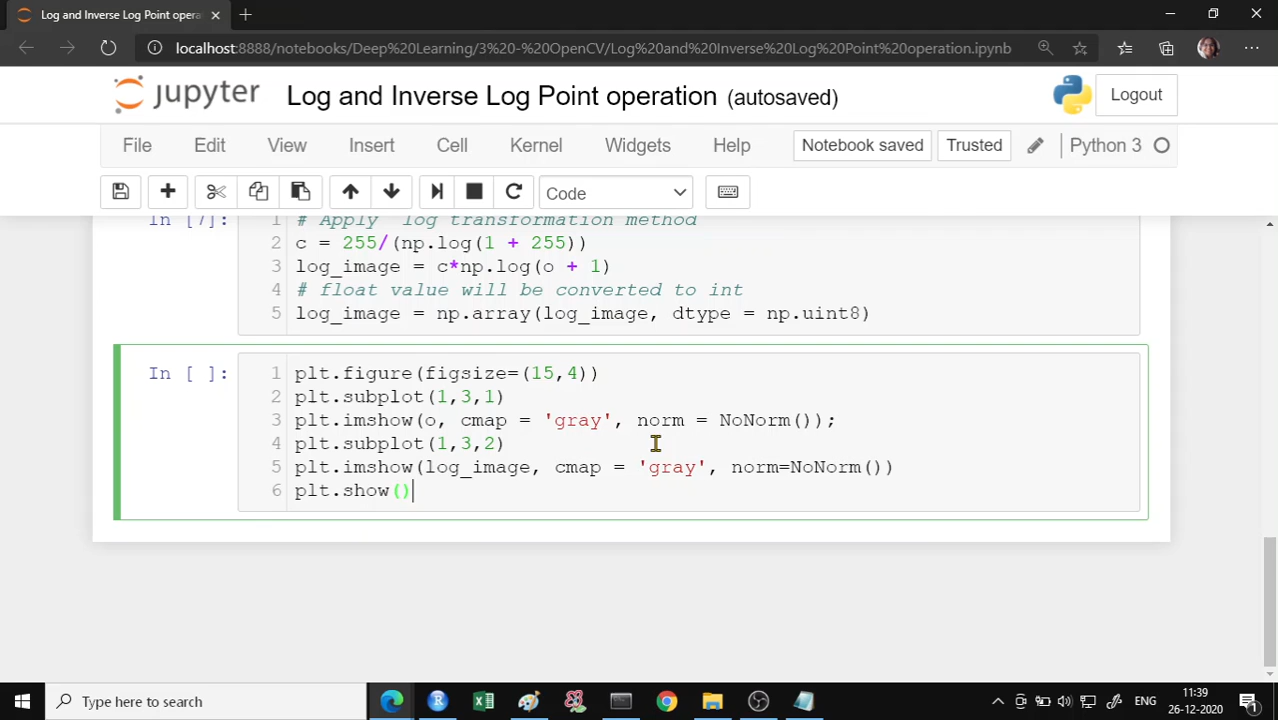 Log and Inverse Log Point opera
localhost:8888/notebooks/Deep%20Learning/3%20-%20OpenCV/Log%20and%20Inverse%20Log%20Point%20operation.ipynb
jupyter Log and Inverse Log Point operation (autosaved) Logout
File Edit View Insert Cell Kernel Widgets Help Notebook saved Trusted Python 3
Code
In [7]: 1 # Apply  log transformation method
2 c = 255/(np.log(1 + 255))
3 log_image = c*np.log(o + 1)
4 # float value will be converted to int
5 log_image = np.array(log_image, dtype = np.uint8)
In [ ]: 1 plt.figure(figsize=(15,4))
2 plt.subplot(1,3,1)
3 plt.imshow(o, cmap = 'gray', norm = NoNorm());
4 plt.subplot(1,3,2)
5 plt.imshow(log_image, cmap = 'gray', norm=NoNorm())
6 plt.show()
Type here to search ENG 11:39
26-12-2020 1